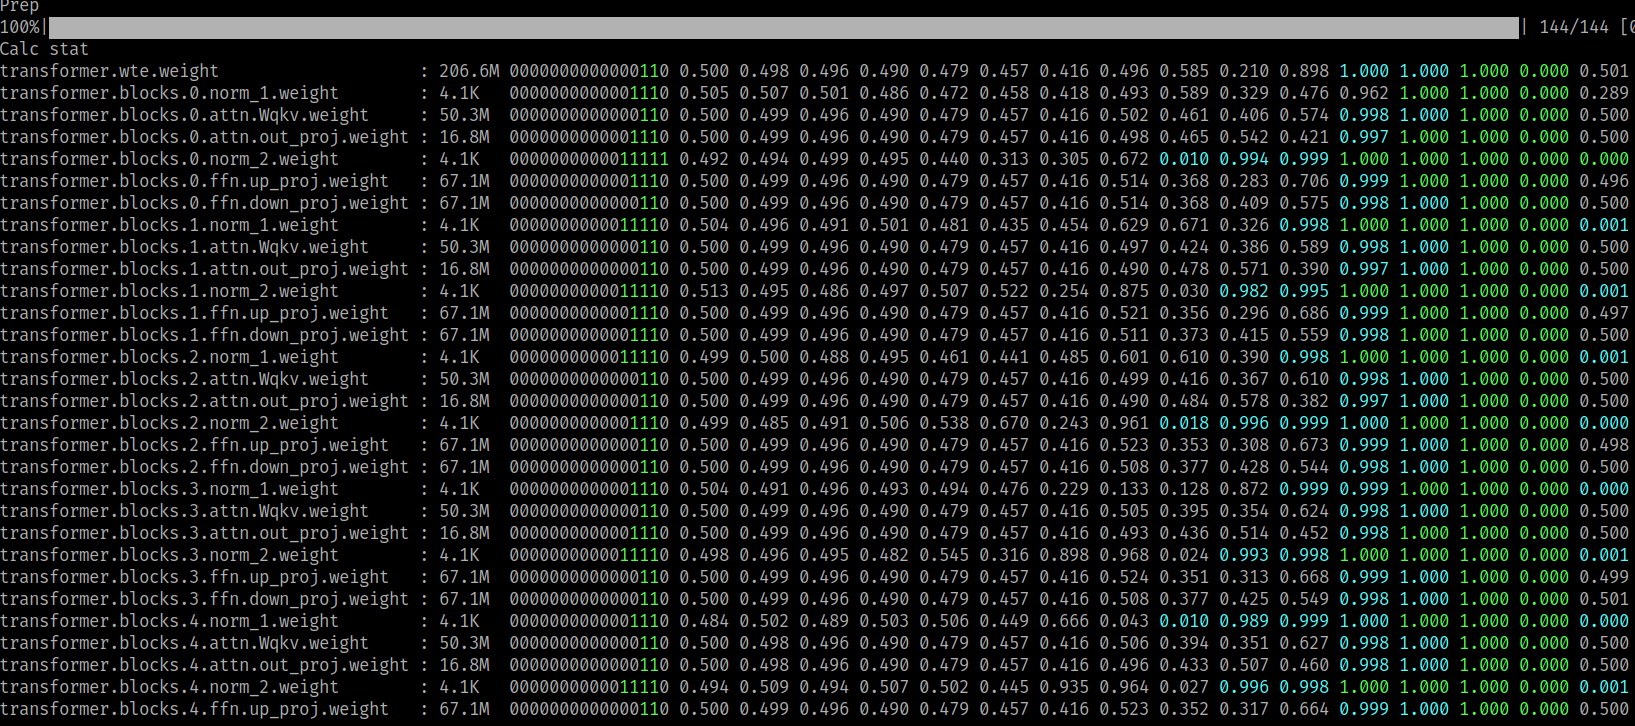 Prep
100%| | 144/144 [0
Calc stat
transformer.wte.weight : 206.6M 0000000000000110 0.500 0.498 0.496 0.490 0.479 0.457 0.416 0.496 0.585 0.210 0.898 1.000 1.000 1.000 0.000 0.501
transformer.blocks.0.norm_1.weight : 4.1K 0000000000001110 0.505 0.507 0.501 0.486 0.472 0.458 0.418 0.493 0.589 0.329 0.476 0.962 1.000 1.000 0.000 0.289
transformer.blocks.0.attn.Wqkv.weight : 50.3M 0000000000000110 0.500 0.499 0.496 0.490 0.479 0.457 0.416 0.502 0.461 0.406 0.574 0.998 1.000 1.000 0.000 0.500
transformer.blocks.0.attn.out_proj.weight : 16.8M 0000000000000110 0.500 0.499 0.496 0.490 0.479 0.457 0.416 0.498 0.465 0.542 0.421 0.997 1.000 1.000 0.000 0.500
transformer.blocks.0.norm_2.weight : 4.1K 0000000000011111 0.492 0.494 0.499 0.495 0.440 0.313 0.305 0.672 0.010 0.994 0.999 1.000 1.000 1.000 0.000 0.000
transformer.blocks.0.ffn.up_proj.weight : 67.1M 0000000000001110 0.500 0.499 0.496 0.490 0.479 0.457 0.416 0.514 0.368 0.283 0.706 0.999 1.000 1.000 0.000 0.496
transformer.blocks.0.ffn.down_proj.weight : 67.1M 0000000000000110 0.500 0.499 0.496 0.490 0.479 0.457 0.416 0.514 0.368 0.409 0.575 0.998 1.000 1.000 0.000 0.500
transformer.blocks.1.norm_1.weight : 4.1K 0000000000011110 0.504 0.496 0.491 0.501 0.481 0.435 0.454 0.629 0.671 0.326 0.998 1.000 1.000 1.000 0.000 0.001
transformer.blocks.1.attn.Wqkv.weight : 50.3M 0000000000000110 0.500 0.499 0.496 0.490 0.479 0.457 0.416 0.497 0.424 0.386 0.589 0.998 1.000 1.000 0.000 0.500
transformer.blocks.1.attn.out_proj.weight : 16.8M 0000000000000110 0.500 0.499 0.496 0.490 0.479 0.457 0.416 0.490 0.478 0.571 0.390 0.997 1.000 1.000 0.000 0.500
transformer.blocks.1.norm_2.weight : 4.1K 0000000000011110 0.513 0.495 0.486 0.497 0.507 0.522 0.254 0.875 0.030 0.982 0.995 1.000 1.000 1.000 0.000 0.001
transformer.blocks.1.ffn.up_proj.weight : 67.1M 0000000000000110 0.500 0.499 0.496 0.490 0.479 0.457 0.416 0.521 0.356 0.296 0.686 0.999 1.000 1.000 0.000 0.497
transformer.blocks.1.ffn.down_proj.weight : 67.1M 0000000000000110 0.500 0.499 0.496 0.490 0.479 0.457 0.416 0.511 0.373 0.415 0.559 0.998 1.000 1.000 0.000 0.500
transformer.blocks.2.norm_1.weight : 4.1K 0000000000011110 0.499 0.500 0.488 0.495 0.461 0.441 0.485 0.601 0.610 0.390 0.998 1.000 1.000 1.000 0.000 0.001
transformer.blocks.2.attn.Wqkv.weight : 50.3M 0000000000000110 0.500 0.499 0.496 0.490 0.479 0.457 0.416 0.499 0.416 0.367 0.610 0.998 1.000 1.000 0.000 0.500
transformer.blocks.2.attn.out_proj.weight : 16.8M 0000000000000110 0.500 0.499 0.496 0.490 0.479 0.457 0.416 0.490 0.484 0.578 0.382 0.997 1.000 1.000 0.000 0.500
transformer.blocks.2.norm_2.weight : 4.1K 0000000000001110 0.499 0.485 0.491 0.506 0.538 0.670 0.243 0.961 0.018 0.996 0.999 1.000 1.000 1.000 0.000 0.000
transformer.blocks.2.ffn.up_proj.weight : 67.1M 0000000000000110 0.500 0.499 0.496 0.490 0.479 0.457 0.416 0.523 0.353 0.308 0.673 0.999 1.000 1.000 0.000 0.498
transformer.blocks.2.ffn.down_proj.weight : 67.1M 0000000000000110 0.500 0.499 0.496 0.490 0.479 0.457 0.416 0.508 0.377 0.428 0.544 0.998 1.000 1.000 0.000 0.500
transformer.blocks.3.norm_1.weight : 4.1K 0000000000001110 0.504 0.491 0.496 0.493 0.494 0.476 0.229 0.133 0.128 0.872 0.999 0.999 1.000 1.000 0.000 0.000
transformer.blocks.3.attn.Wqkv.weight : 50.3M 0000000000000110 0.500 0.499 0.496 0.490 0.479 0.457 0.416 0.505 0.395 0.354 0.624 0.998 1.000 1.000 0.000 0.500
transformer.blocks.3.attn.out_proj.weight : 16.8M 0000000000000110 0.500 0.499 0.496 0.490 0.479 0.457 0.416 0.493 0.436 0.514 0.452 0.998 1.000 1.000 0.000 0.500
transformer.blocks.3.norm_2.weight : 4.1K 0000000000011110 0.498 0.496 0.495 0.482 0.545 0.316 0.898 0.968 0.024 0.993 0.998 1.000 1.000 1.000 0.000 0.001
transformer.blocks.3.ffn.up_proj.weight : 67.1M 0000000000000110 0.500 0.499 0.496 0.490 0.479 0.457 0.416 0.524 0.351 0.313 0.668 0.999 1.000 1.000 0.000 0.499
transformer.blocks.3.ffn.down_proj.weight : 67.1M 0000000000000110 0.500 0.499 0.496 0.490 0.479 0.457 0.416 0.508 0.377 0.425 0.549 0.998 1.000 1.000 0.000 0.501
transformer.blocks.4.norm_1.weight : 4.1K 0000000000001110 0.484 0.502 0.489 0.503 0.506 0.449 0.666 0.043 0.010 0.989 0.999 1.000 1.000 1.000 0.000 0.000
transformer.blocks.4.attn.Wqkv.weight : 50.3M 0000000000000110 0.500 0.498 0.496 0.490 0.479 0.457 0.416 0.506 0.394 0.351 0.627 0.998 1.000 1.000 0.000 0.500
transformer.blocks.4.attn.out_proj.weight : 16.8M 0000000000000110 0.500 0.498 0.496 0.490 0.479 0.457 0.416 0.496 0.433 0.507 0.460 0.998 1.000 1.000 0.000 0.500
transformer.blocks.4.norm_2.weight : 4.1K 0000000000011110 0.494 0.509 0.494 0.507 0.502 0.445 0.935 0.964 0.027 0.996 0.998 1.000 1.000 1.000 0.000 0.001
transformer.blocks.4.ffn.up_proj.weight : 67.1M 0000000000000110 0.500 0.499 0.496 0.490 0.479 0.457 0.416 0.523 0.352 0.317 0.664 0.999 1.000 1.000 0.000 0.500